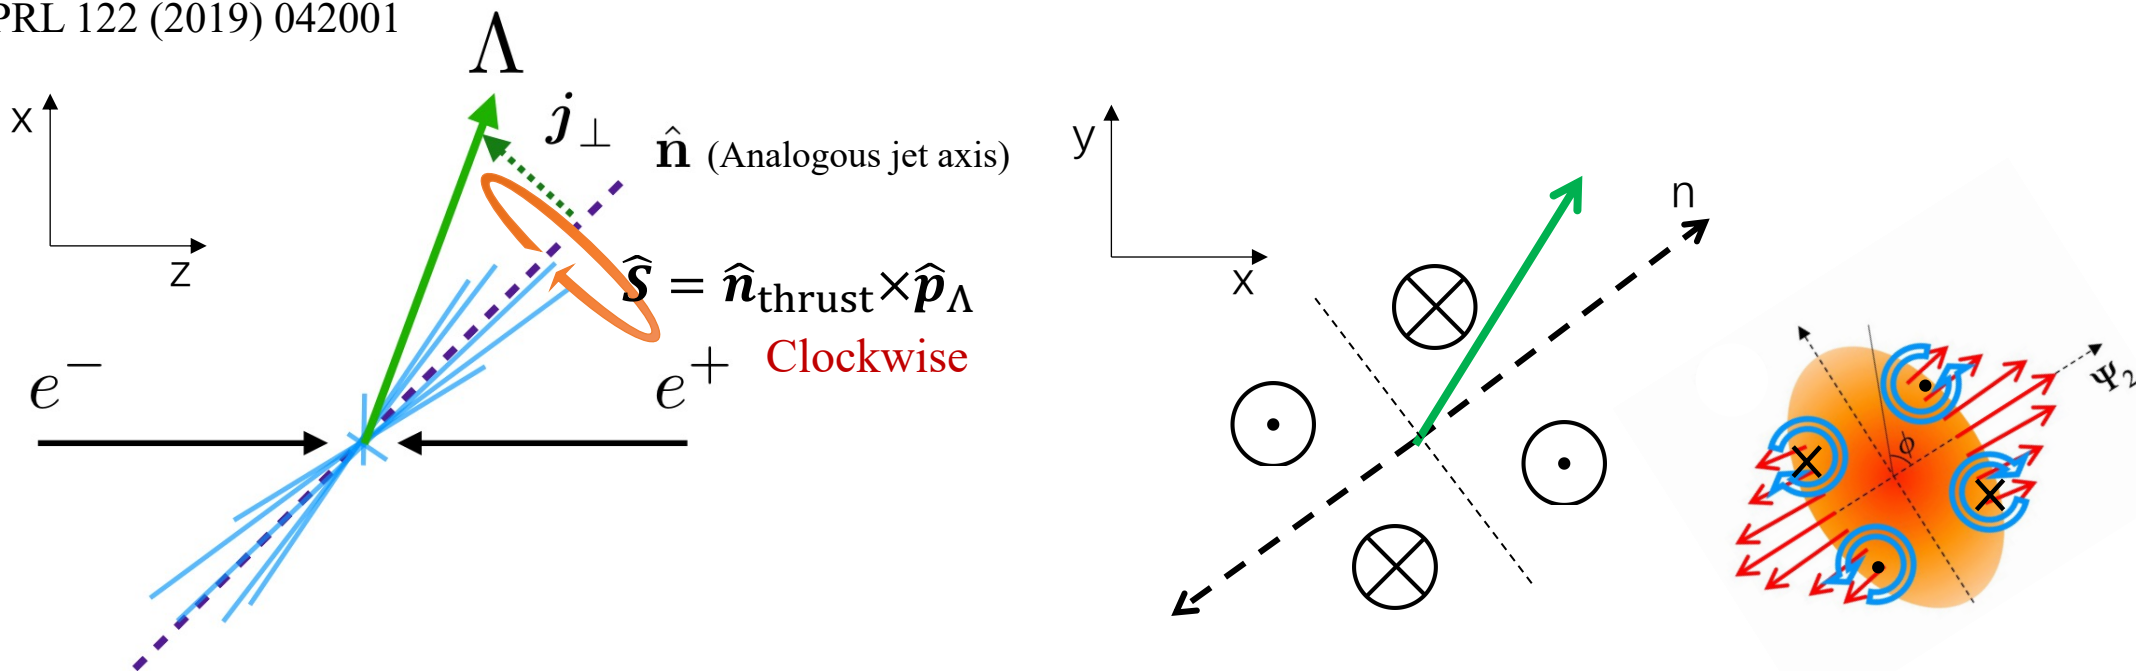 PRL 122 (2019) 042001
Λ
x
z
j⊥
n̂ (Analogous jet axis)
Ŝ = n̂thrust×p̂Λ
Clockwise
e−
e+
y
x
n
Ψ2
ϕ